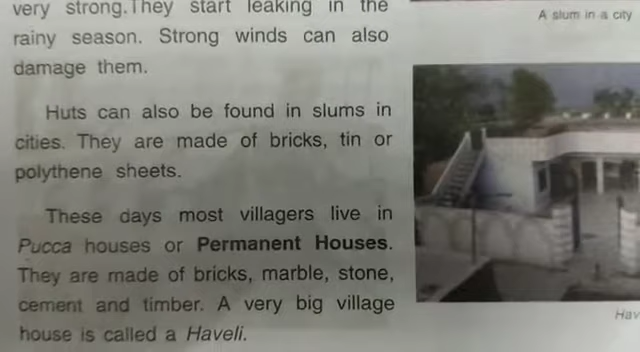 very strong. They start leaking in the
rainy season. Strong winds can also
damage them.
Huts can also be found in slums in
cities. They are made of bricks, tin or
polythene sheets.
These days most villagers live in
Pucca houses or Permanent Houses.
They are made of bricks, marble, stone,
cement and timber. A very big village
house is called a Haveli.
A slum in a city
Hav